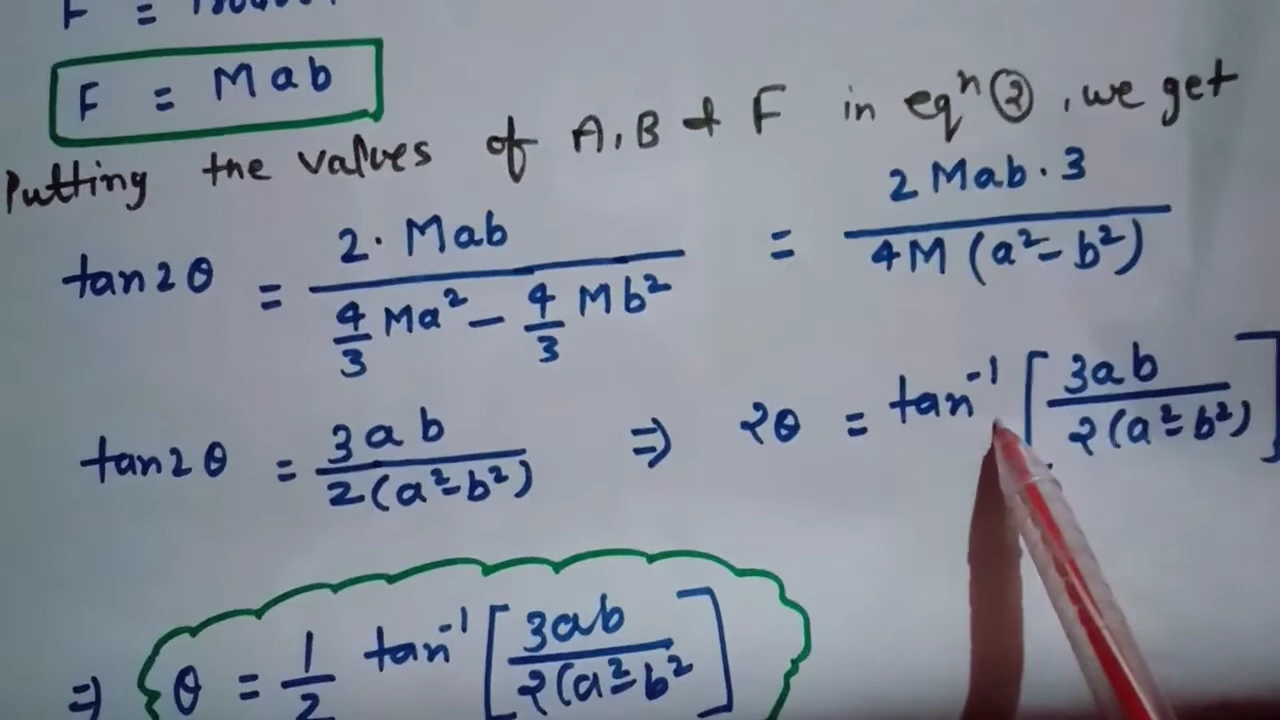 F = Mab
Putting the values of A, B & F in eqⁿ ②, we get
tan2θ = 2. Mab / (4/3 Ma² - 4/3 Mb²) = 2 Mab . 3 / 4M (a² - b²)
tan2θ = 3ab / 2(a² - b²) ⇒ 2θ = tan⁻¹ [3ab / 2(a² - b²)]
⇒ θ = 1/2 tan⁻¹ [3ab / 2(a² - b²]